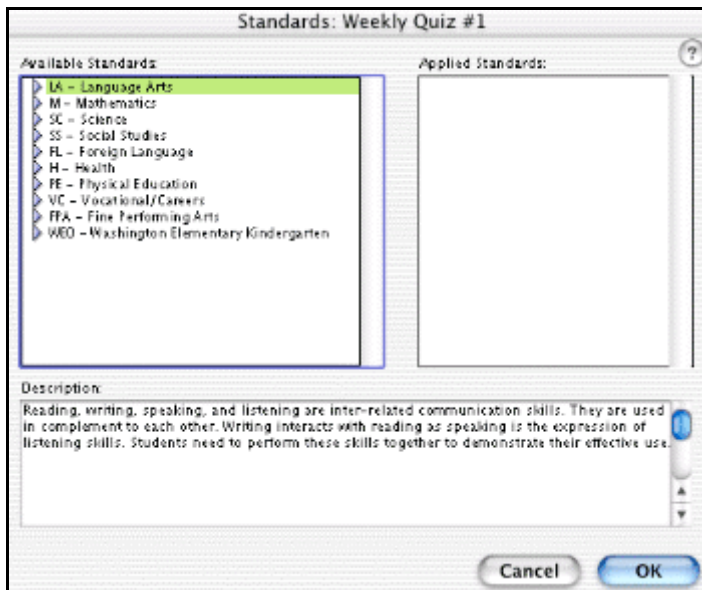 Standards: Weekly Quiz #1
?
Available Standards:
Applied Standards:
LA – Language Arts
M – Mathematics
SC – Science
SS – Social Studies
FL – Foreign Language
H – Health
PE – Physical Education
VC – Vocational/Careers
FPA – Fine Performing Arts
WEO – Washington Elementary Kindergarten
Description:
Reading, writing, speaking, and listening are inter-related communication skills. They are used
in complement to each other. Writing interacts with reading as speaking is the expression of
listening skills. Students need to perform these skills together to demonstrate their effective use.
Cancel
OK